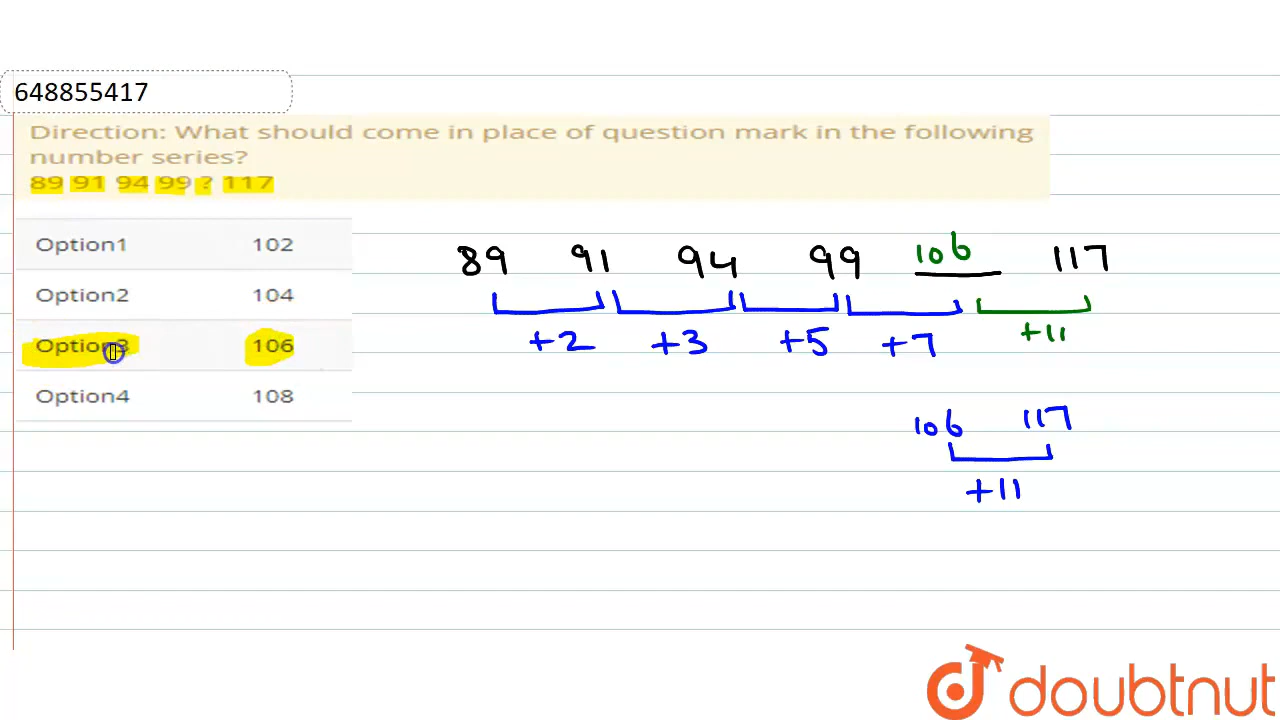 648855417
Direction: What should come in place of question mark in the following
number series?
89 91 94 99 ? 117
Option1 102
Option2 104
Option3 106
Option4 108
89 91 94 99 106 117
+2 +3 +5 +7 +11
106 117
+11
doubtnut